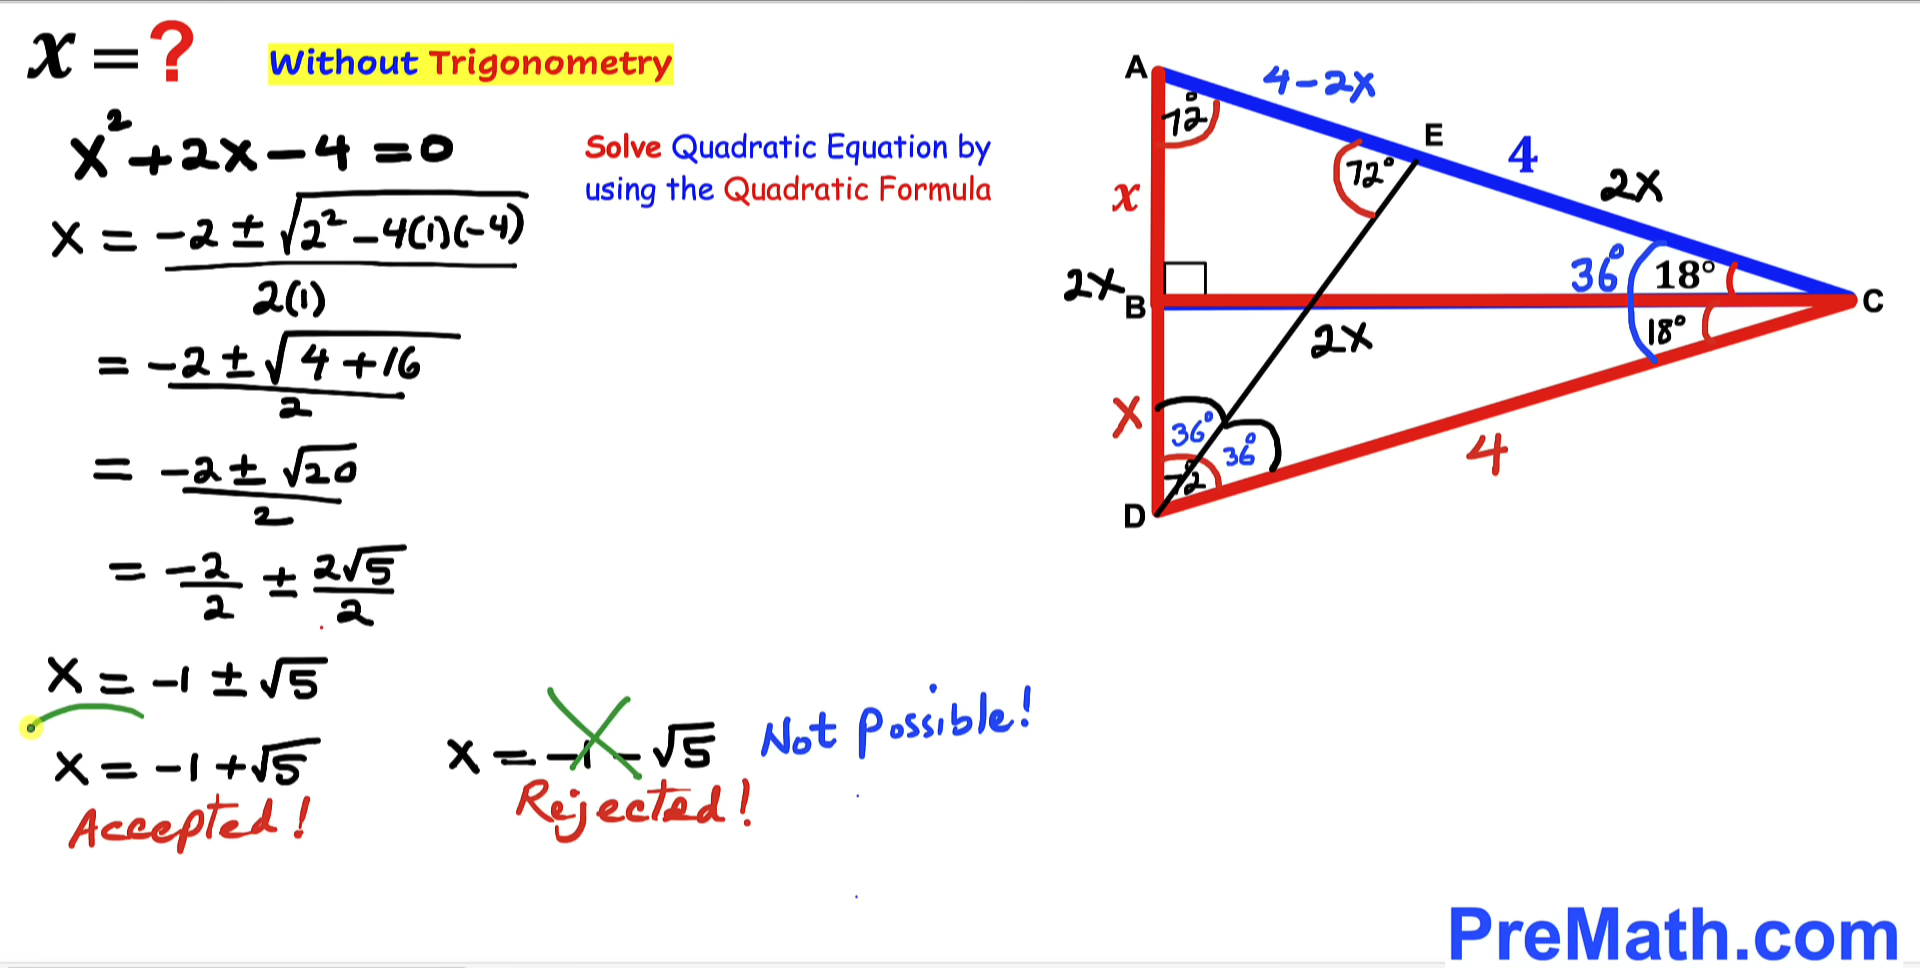 x = ?
Without Trigonometry
x² + 2x − 4 = 0
Solve Quadratic Equation by
using the Quadratic Formula
x = (−2 ± √(2² − 4(1)(−4))) / 2(1)
= (−2 ± √(4 + 16)) / 2
= (−2 ± √20) / 2
= −2/2 ± 2√5/2
x = −1 ± √5
x = −1 + √5
Accepted!
x = −1 − √5
Not Possible!
Rejected!
A
4−2x
72°
E
4
72°
2x
x
36°
18°
2x
B
C
2x
18°
x
36°
36°
4
72°
D
PreMath.com